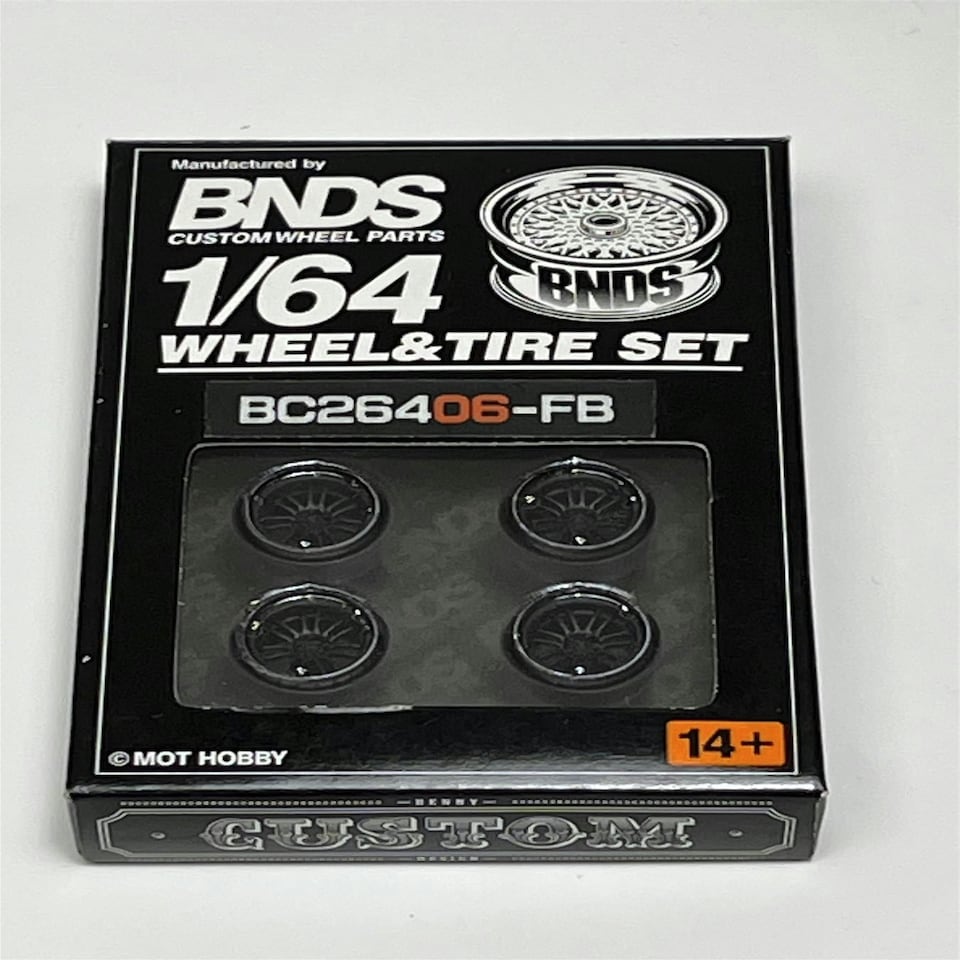 Manufactured by
BNDS
CUSTOM WHEEL PARTS
1/64
BNDS
WHEEL&TIRE SET
BC26406-FB
©MOT HOBBY
14+
BENNY
CUSTOM
DESIGN